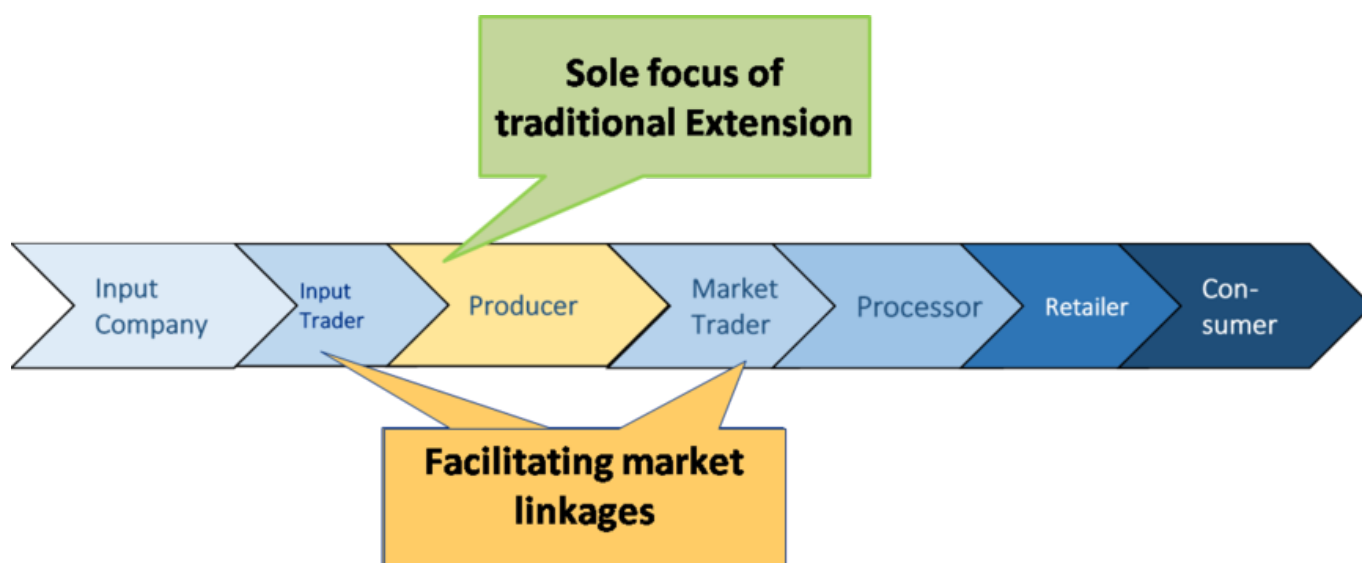 Sole focus of
traditional Extension
Input
Company
Input
Trader
Producer
Market
Trader
Processor
Retailer
Con-
sumer
Facilitating market
linkages